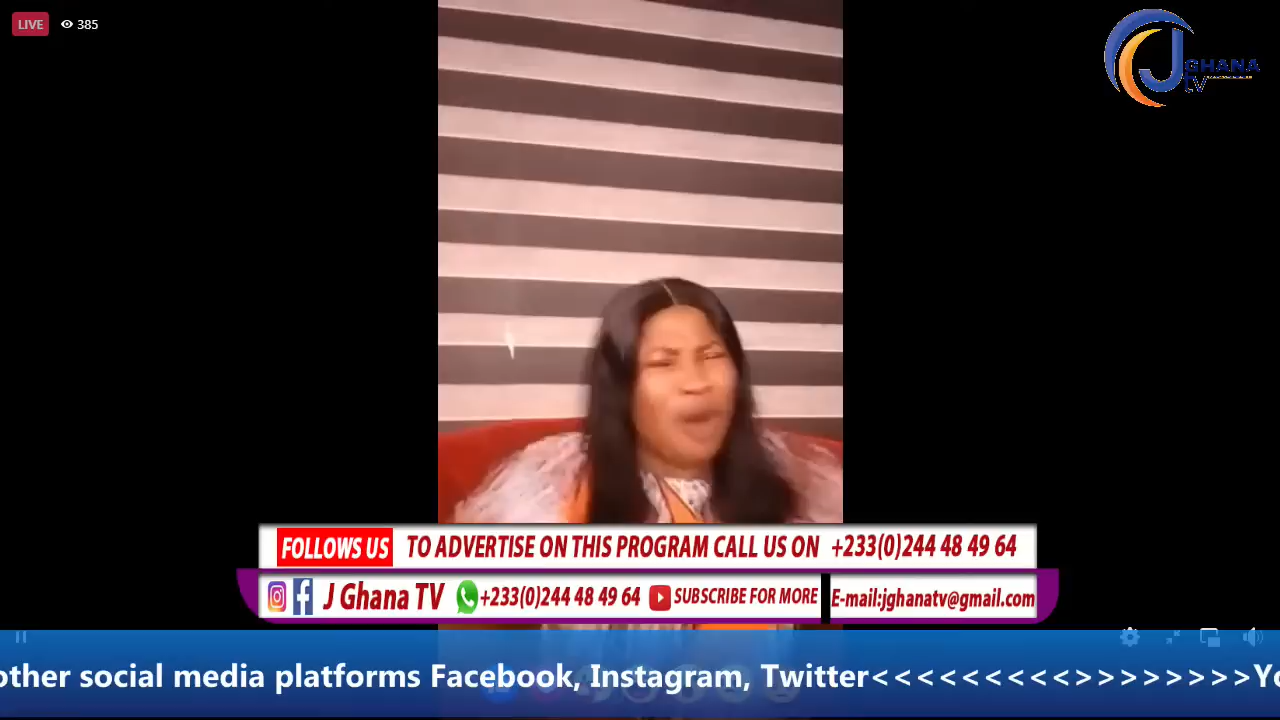 LIVE 385
J GHANA
tv
FOLLOWS US TO ADVERTISE ON THIS PROGRAM CALL US ON +233(0)244 48 49 64
J Ghana TV +233(0)244 48 49 64 SUBSCRIBE FOR MORE E-mail:jghanatv@gmail.com
other social media platforms Facebook, Instagram, Twitter<<<<<<<<<>>>>>>>>Yo